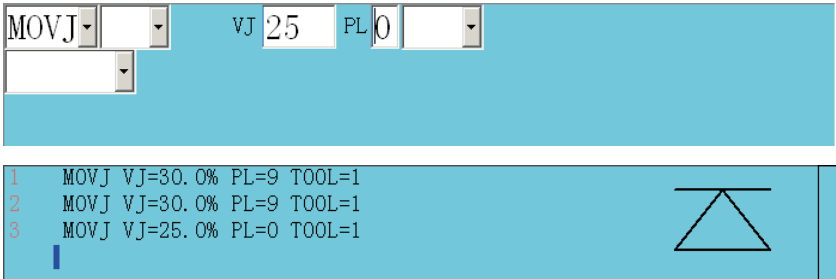 MOVJ VJ 25 PL 0
1 MOVJ VJ=30.0% PL=9 TOOL=1
2 MOVJ VJ=30.0% PL=9 TOOL=1
3 MOVJ VJ=25.0% PL=0 TOOL=1